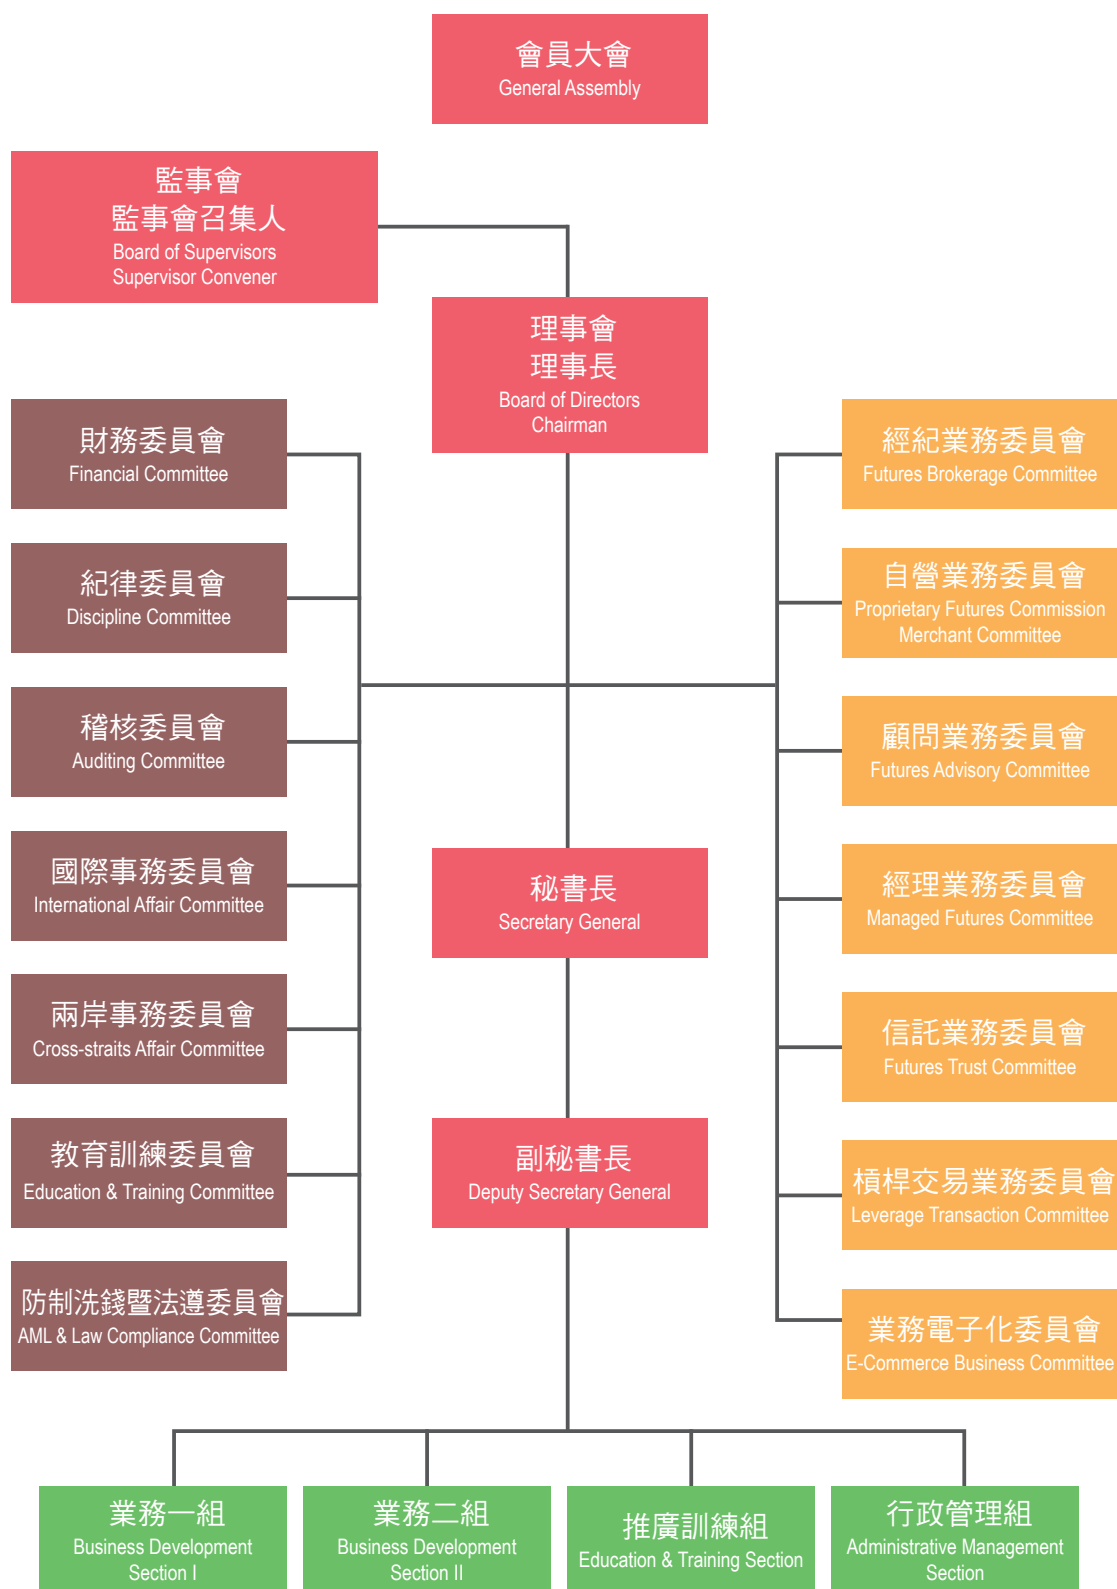 會員大會
General Assembly
監事會
監事會召集人
Board of Supervisors
Supervisor Convener
理事會
理事長
Board of Directors
Chairman
財務委員會
Financial Committee
紀律委員會
Discipline Committee
稽核委員會
Auditing Committee
國際事務委員會
International Affair Committee
兩岸事務委員會
Cross-straits Affair Committee
教育訓練委員會
Education & Training Committee
防制洗錢暨法遵委員會
AML & Law Compliance Committee
秘書長
Secretary General
副秘書長
Deputy Secretary General
經紀業務委員會
Futures Brokerage Committee
自營業務委員會
Proprietary Futures Commission
Merchant Committee
顧問業務委員會
Futures Advisory Committee
經理業務委員會
Managed Futures Committee
信託業務委員會
Futures Trust Committee
槓桿交易業務委員會
Leverage Transaction Committee
業務電子化委員會
E-Commerce Business Committee
業務一組
Business Development
Section I
業務二組
Business Development
Section II
推廣訓練組
Education & Training Section
行政管理組
Administrative Management
Section